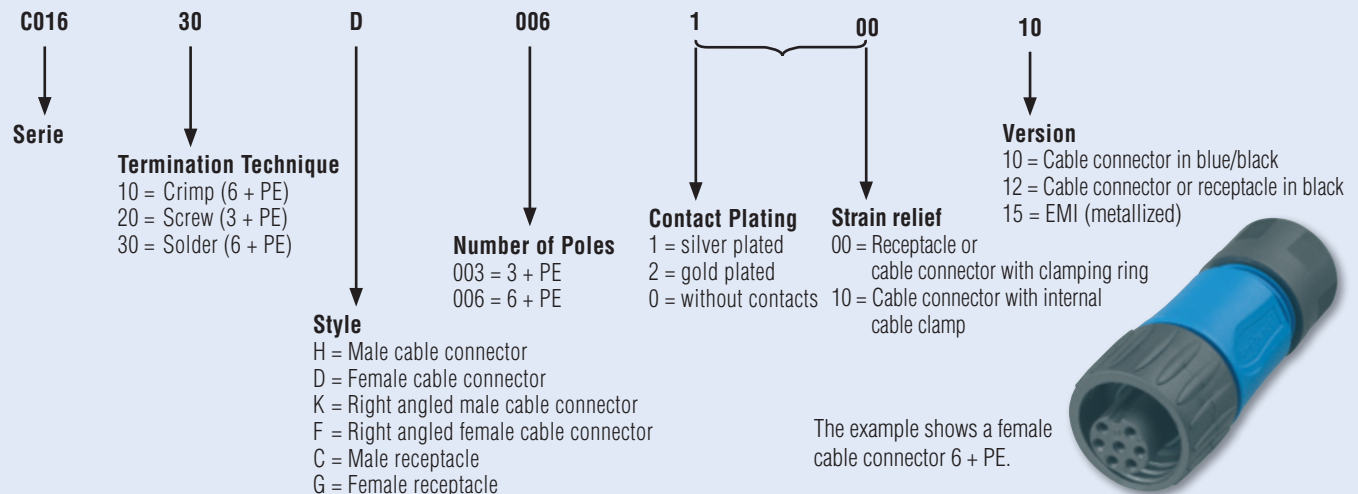 C016 30 D 006 1 00 10
Serie
Termination Technique
10 = Crimp (6 + PE)
20 = Screw (3 + PE)
30 = Solder (6 + PE)
Style
H = Male cable connector
D = Female cable connector
K = Right angled male cable connector
F = Right angled female cable connector
C = Male receptacle
G = Female receptacle
Number of Poles
003 = 3 + PE
006 = 6 + PE
Contact Plating
1 = silver plated
2 = gold plated
0 = without contacts
Strain relief
00 = Receptacle or
cable connector with clamping ring
10 = Cable connector with internal
cable clamp
Version
10 = Cable connector in blue/black
12 = Cable connector or receptacle in black
15 = EMI (metallized)
The example shows a female
cable connector 6 + PE.